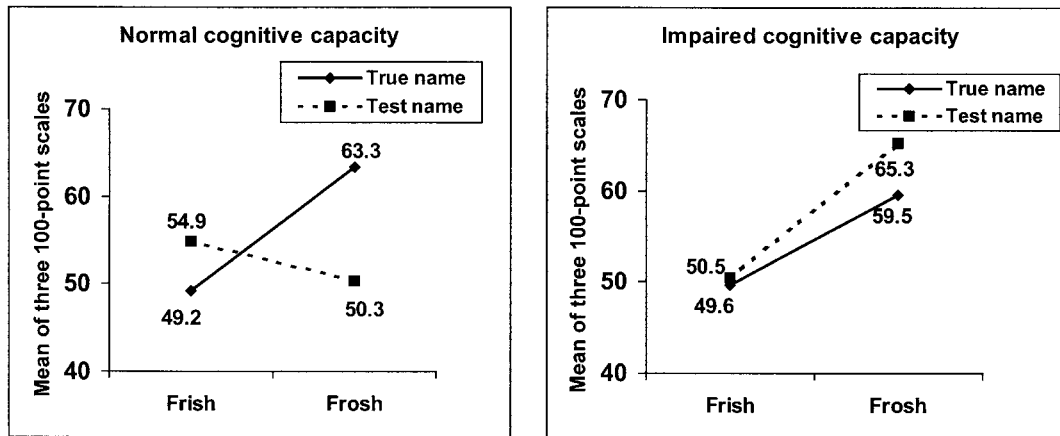 Normal cognitive capacity
True name
Test name
Mean of three 100-point scales
70
60
50
40
54.9
49.2
63.3
50.3
Frish
Frosh
Impaired cognitive capacity
True name
Test name
Mean of three 100-point scales
70
60
50
40
50.5
49.6
65.3
59.5
Frish
Frosh